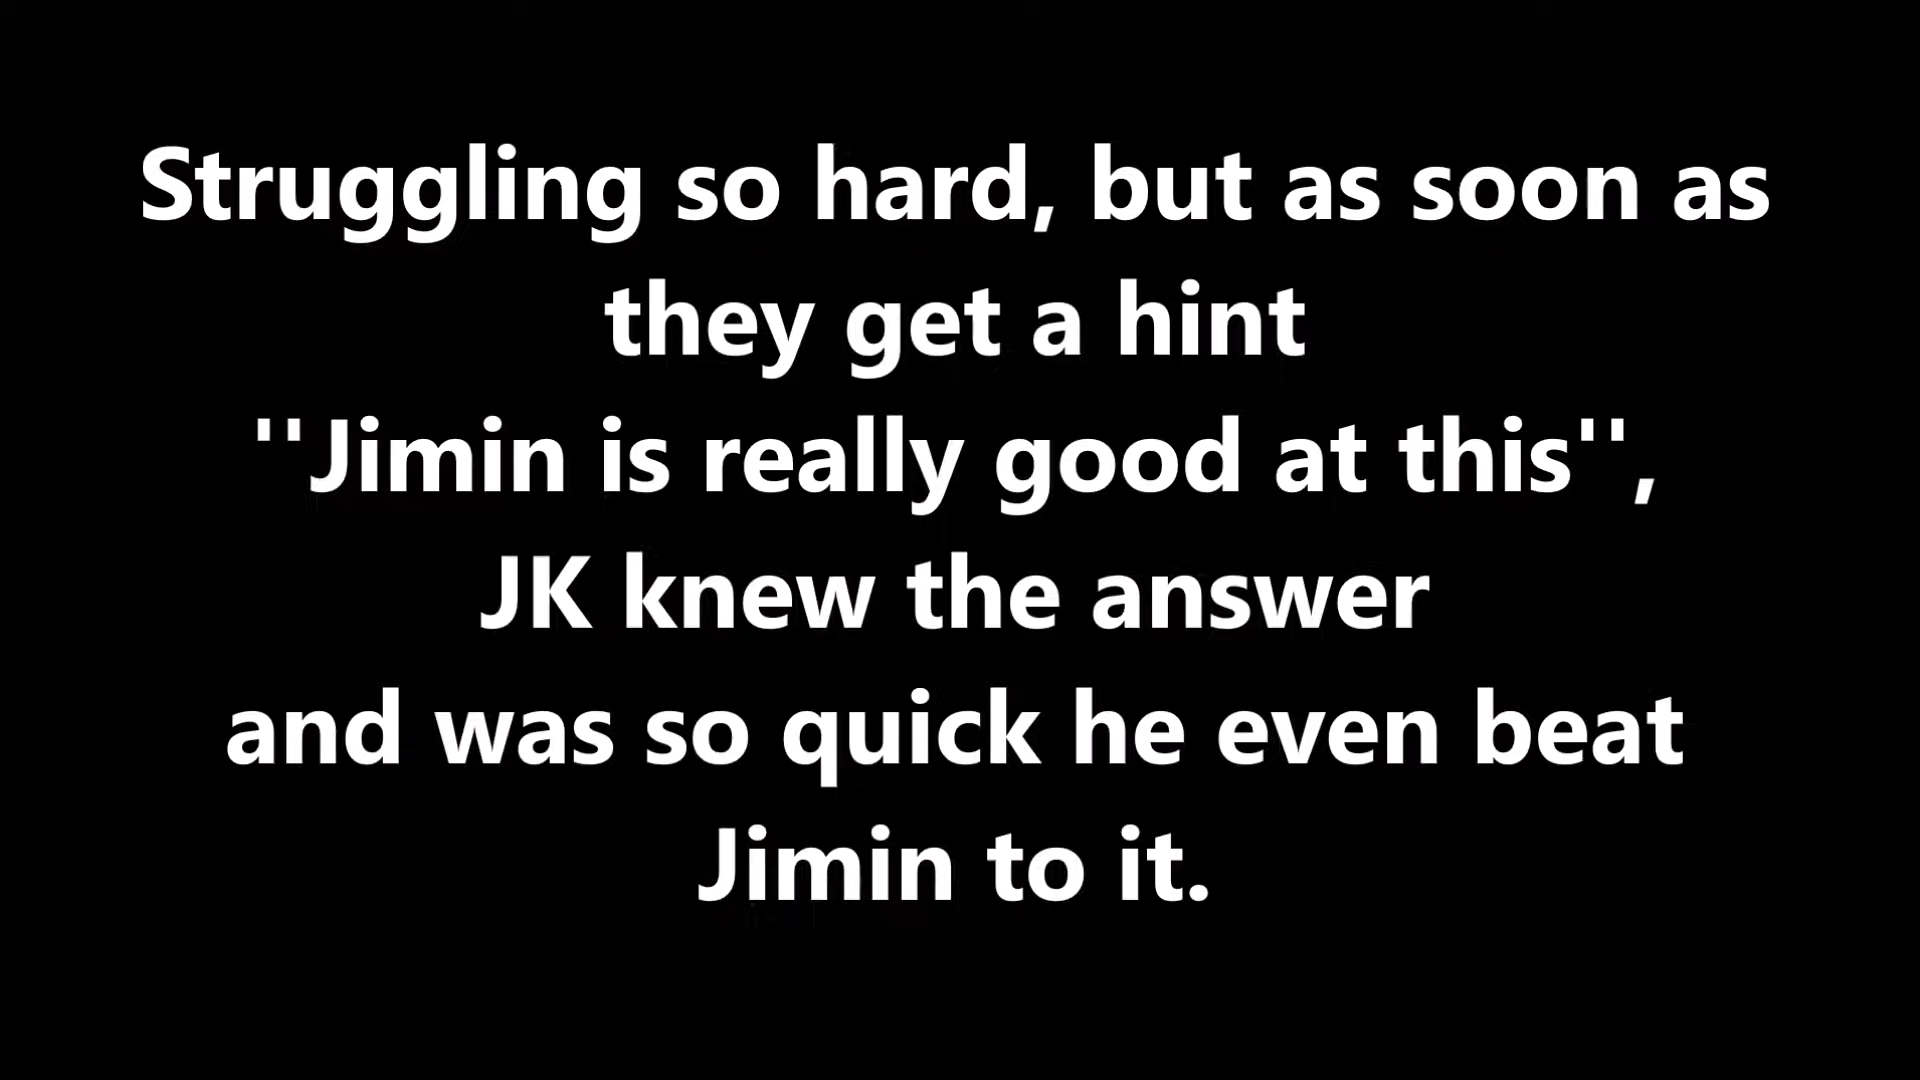 Struggling so hard, but as soon as
they get a hint
''Jimin is really good at this'',
JK knew the answer
and was so quick he even beat
Jimin to it.